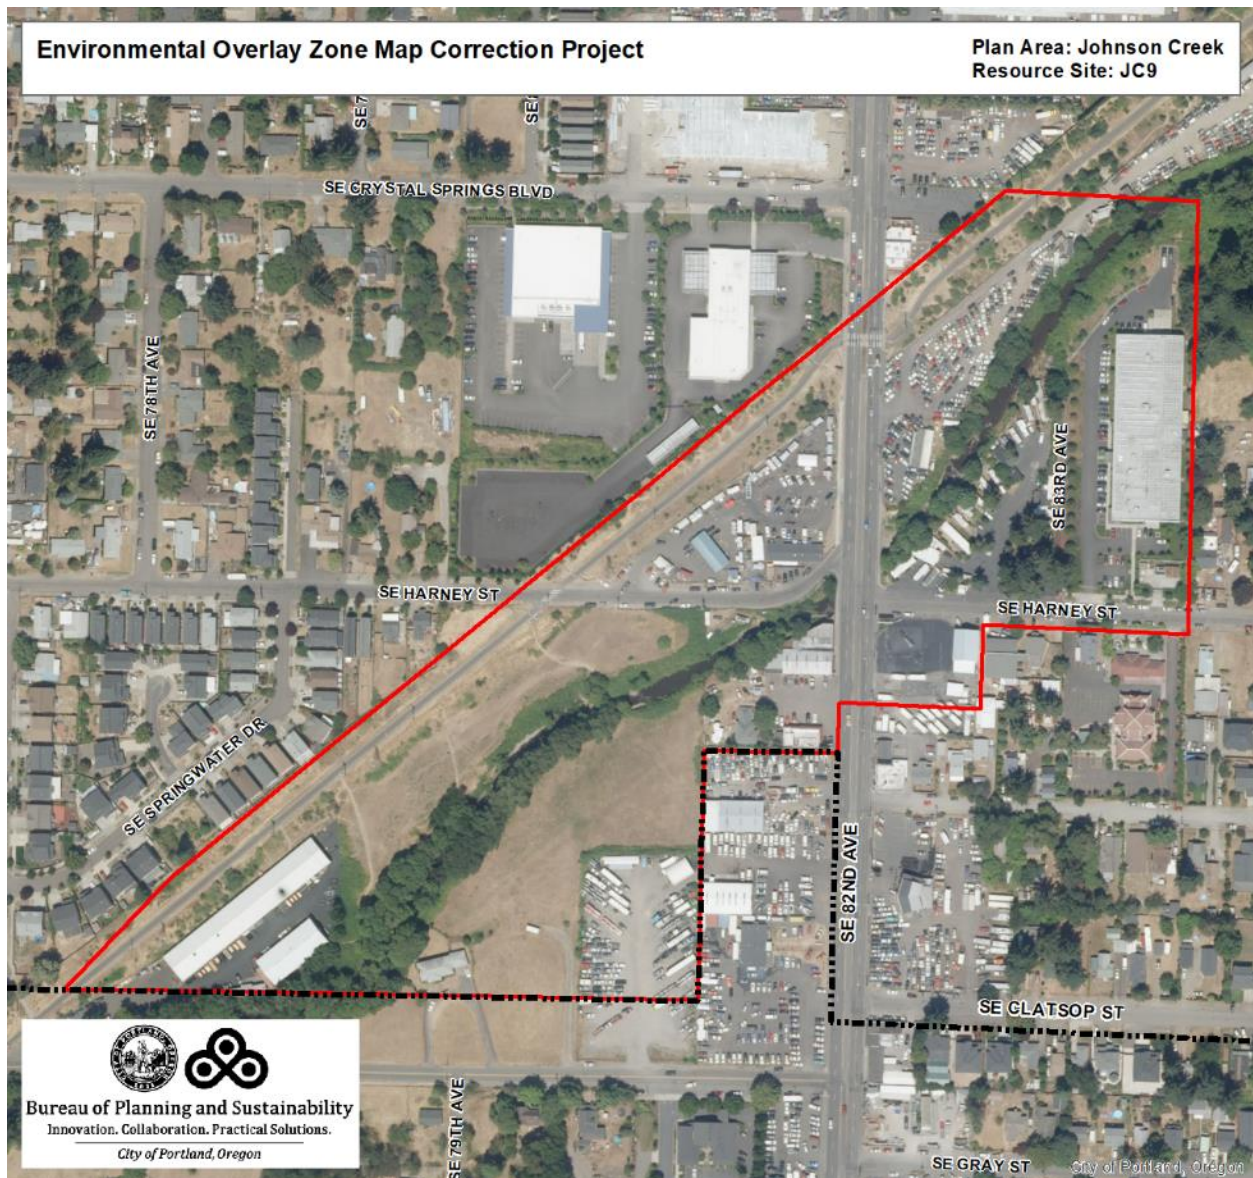 Environmental Overlay Zone Map Correction Project
Plan Area: Johnson Creek
Resource Site: JC9
SE 7
SE 
SE CRYSTAL SPRINGS BLVD
SE 78TH AVE
SE 83RD AVE
SE HARNEY ST
SE HARNEY ST
SE SPRINGWATER DR
SE 82ND AVE
SE CLATSOP ST
Bureau of Planning and Sustainability
Innovation. Collaboration. Practical Solutions.
City of Portland, Oregon
SE 79TH AVE
SE GRAY ST
City of Portland, Oregon